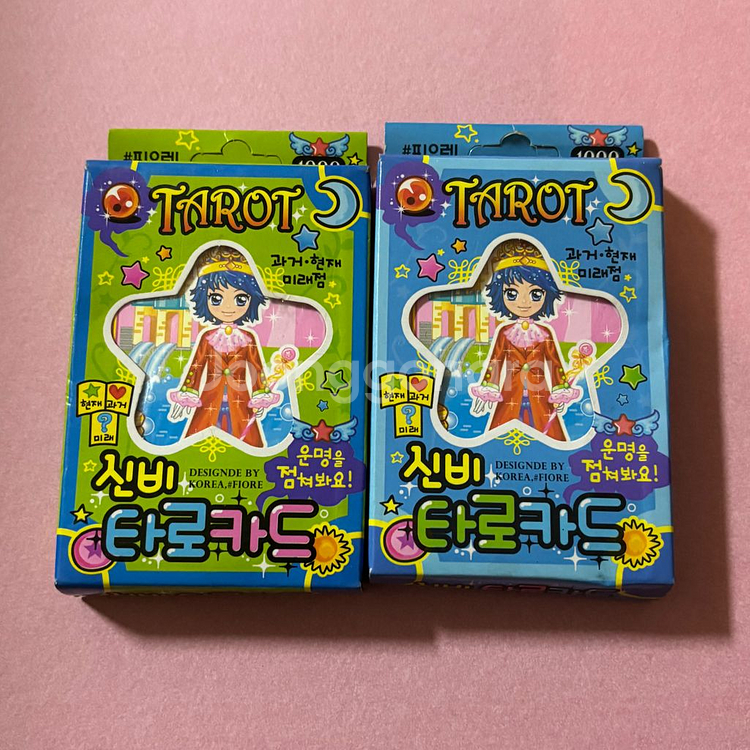 #피오레
1000
TAROT
과거·현재
미래점
현재 과거
미래
운명을
점쳐봐요!
신비
DESIGNDE BY
KOREA,#FIORE
타로카드
#피오레
1000
TAROT
과거·현재
미래점
현재 과거
미래
운명을
점쳐봐요!
신비
DESIGNDE BY
KOREA,#FIORE
타로카드